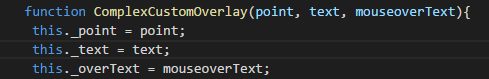 function ComplexCustomOverlay(point, text, mouseoverText){
this._point = point;
this._text = text;
this._overText = mouseoverText;